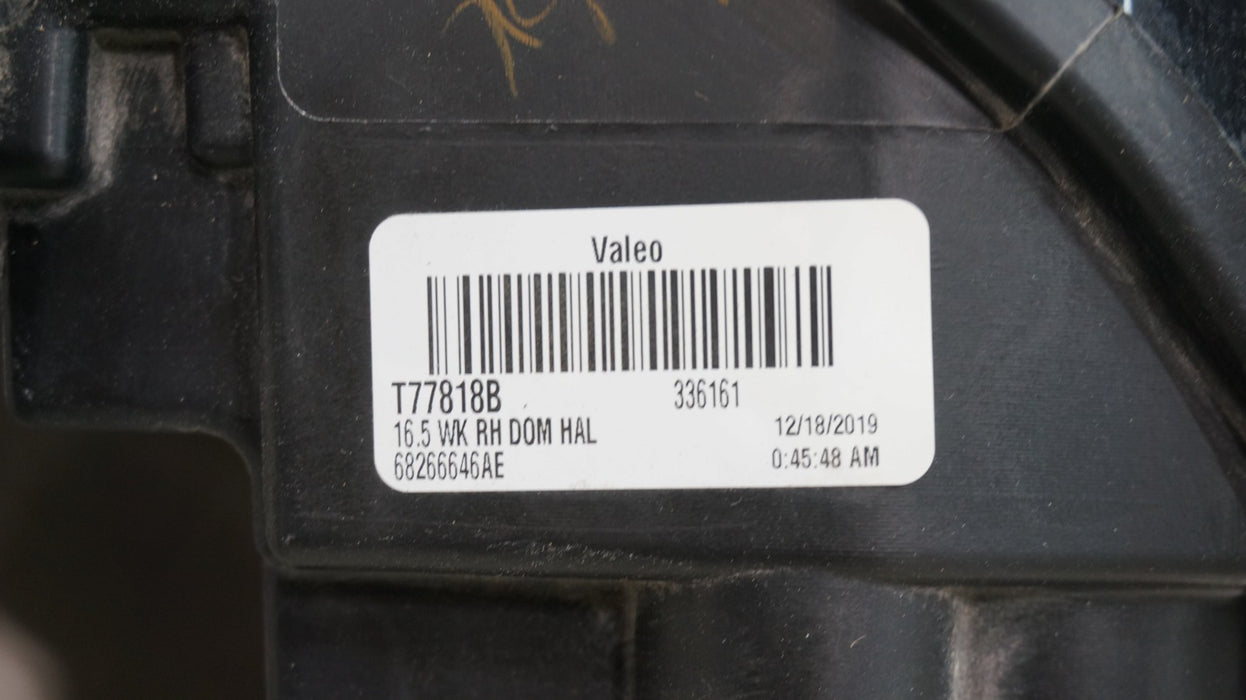 Valeo
T77818B 336161
16.5 WK RH DOM HAL 12/18/2019
68266646AE 0:45:48 AM